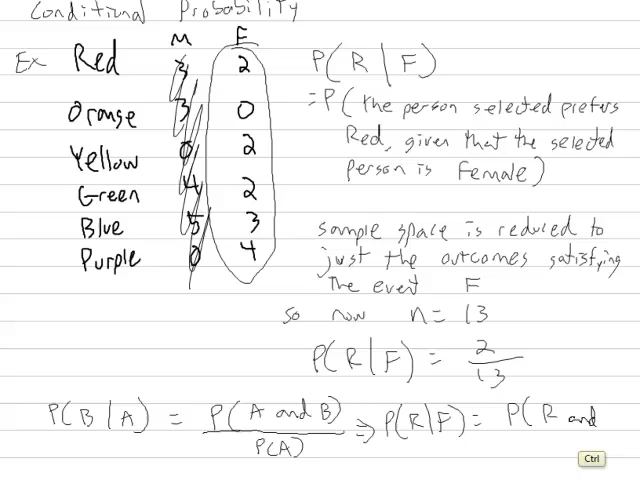 Conditional Probability
M F
Ex Red 3 2
Orange 3 0
Yellow 0 2
Green 4 2
Blue 5 3
Purple 0 4
P( R | F )
= P( the person selected prefers
Red, given that the selected
person is Female )
sample space is reduced to
just the outcomes satisfying
the event F
so now n = 13
P( R | F ) = 2/13
P( B | A ) = P( A and B)/P(A) ⇒ P( R | F ) = P( R and
Ctrl